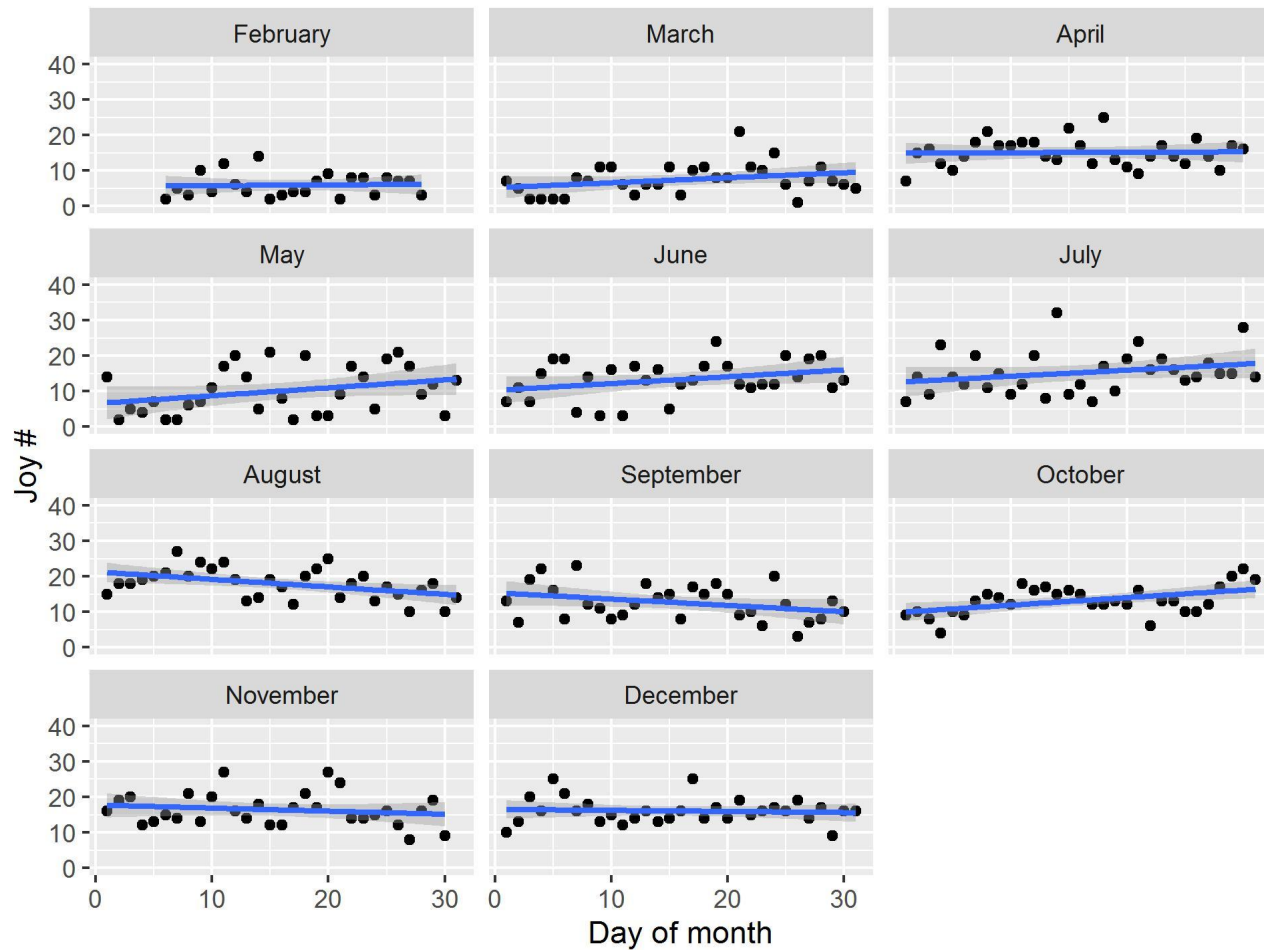 February March April
40
30
20
10
0
May June July
40
30
20
10
0
Joy #
August September October
40
30
20
10
0
November December
40
30
20
10
0
0 10 20 30 0 10 20 30
Day of month